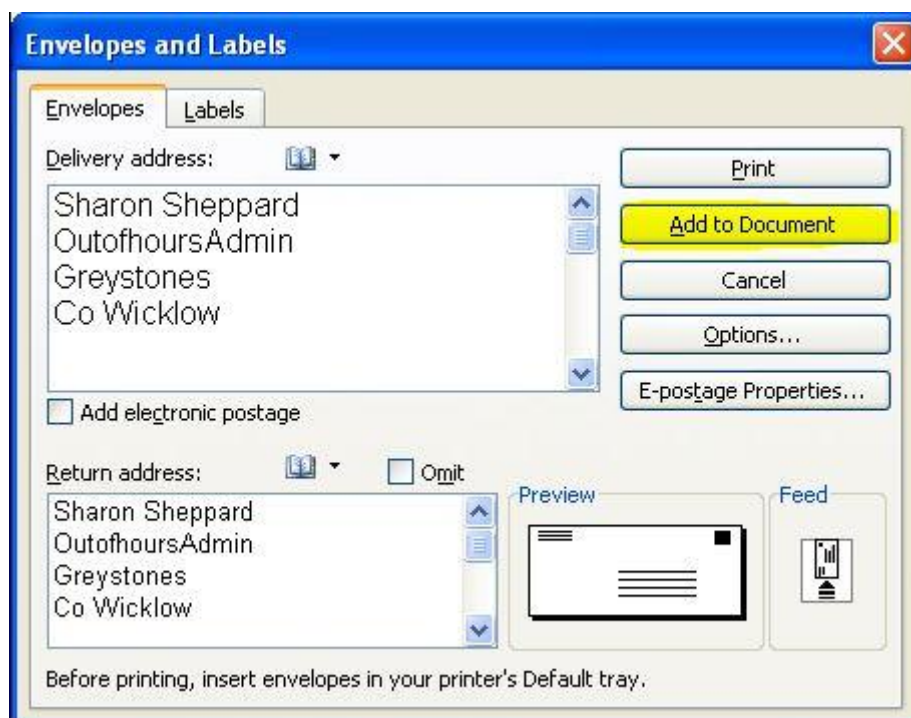 Envelopes and Labels
Envelopes Labels
Delivery address:
Sharon Sheppard
OutofhoursAdmin
Greystones
Co Wicklow
Print
Add to Document
Cancel
Options...
E-postage Properties...
Add electronic postage
Return address:
Omit
Sharon Sheppard
OutofhoursAdmin
Greystones
Co Wicklow
Preview
Feed
Before printing, insert envelopes in your printer's Default tray.